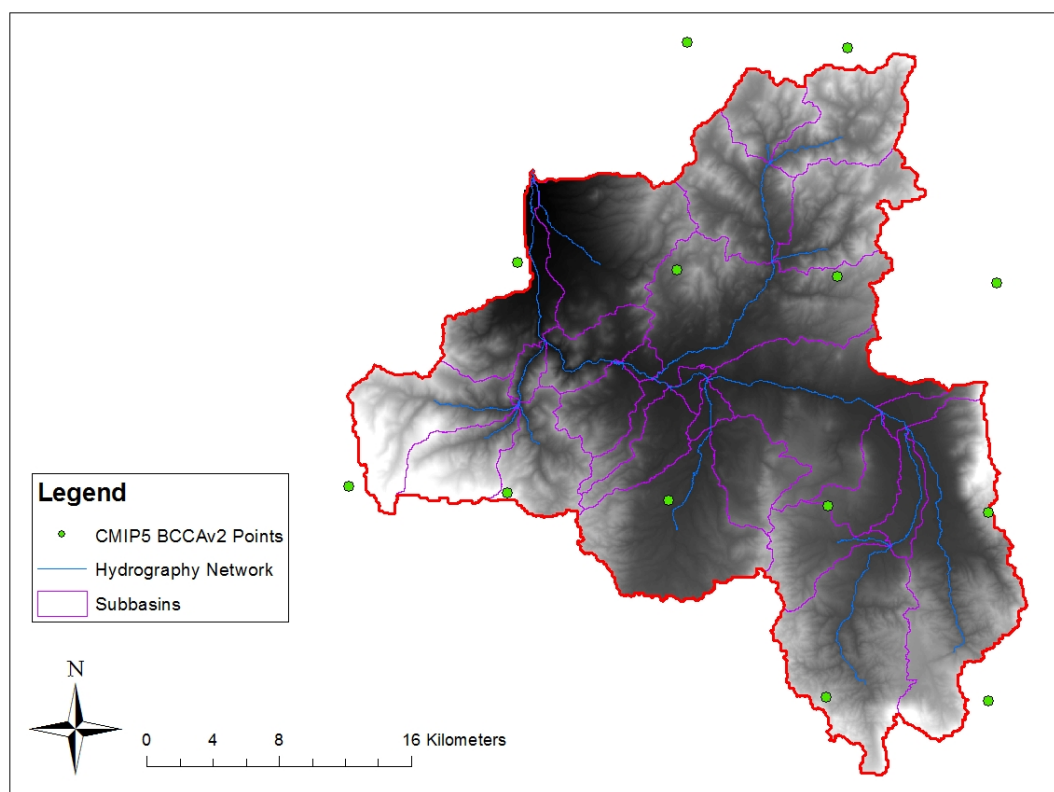 Legend
CMIP5 BCCAv2 Points
Hydrography Network
Subbasins
N
0 4 8 16 Kilometers